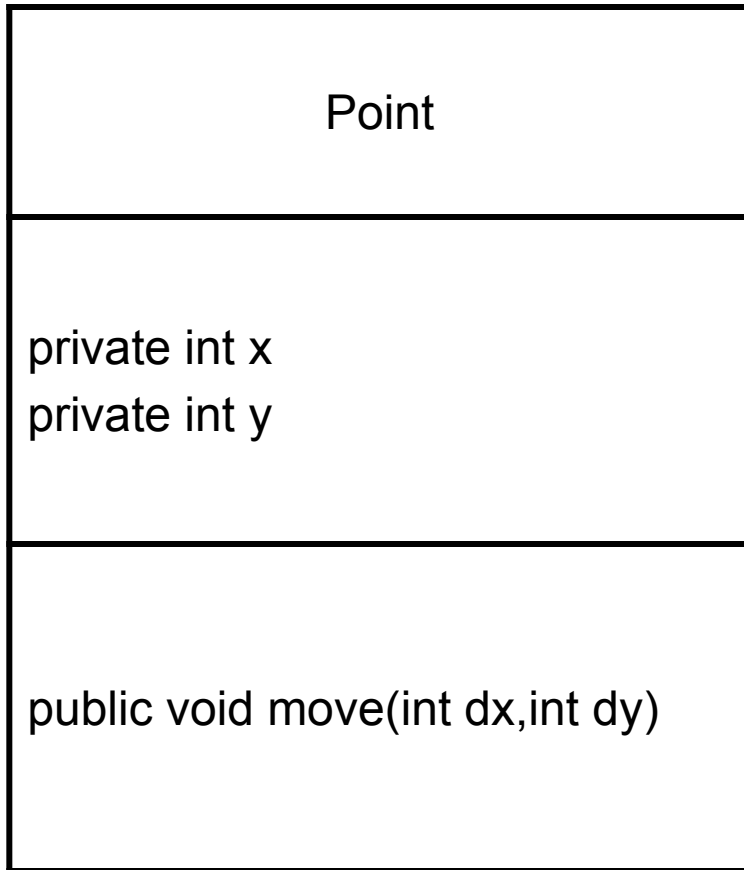 Point
private int x
private int y
public void move(int dx,int dy)